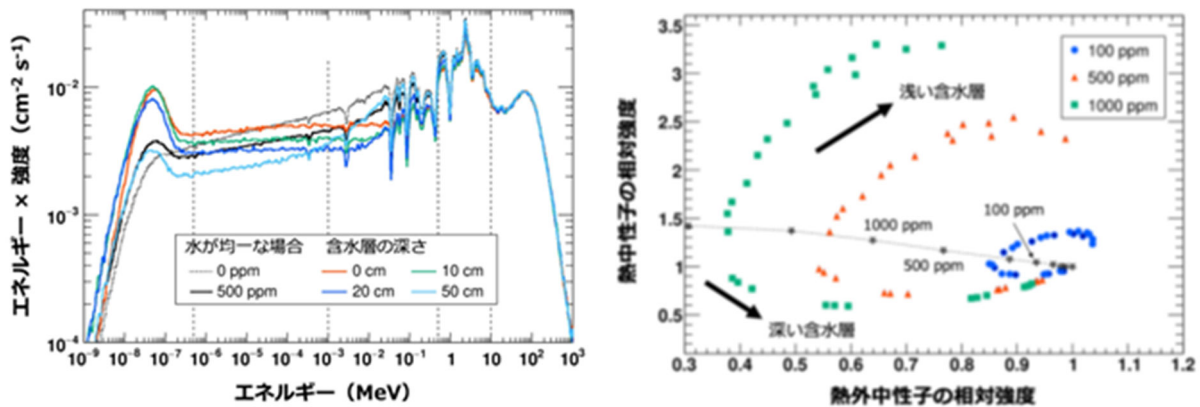 エネルギー × 強度 (cm⁻² s⁻¹)
10⁻²
10⁻³
10⁻⁴
水が均一な場合 含水層の深さ
0 ppm 0 cm 10 cm
500 ppm 20 cm 50 cm
10⁻⁹ 10⁻⁸ 10⁻⁷ 10⁻⁶ 10⁻⁵ 10⁻⁴ 10⁻³ 10⁻² 10⁻¹ 1 10 10² 10³
エネルギー (MeV)
熱中性子の相対強度
3.5
3
2.5
2
1.5
1
0.5
100 ppm
500 ppm
1000 ppm
浅い含水層
100 ppm
1000 ppm
500 ppm
深い含水層
0.3 0.4 0.5 0.6 0.7 0.8 0.9 1 1.1 1.2
熱外中性子の相対強度